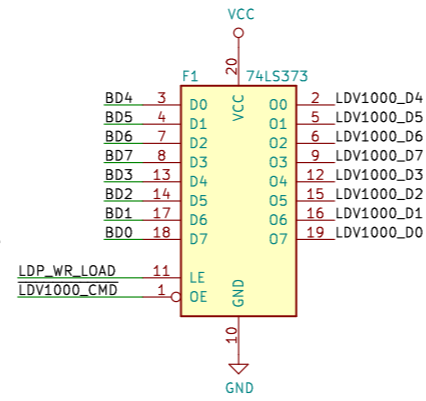 VCC
20
F1 74LS373
BD4 3 D0 VCC O0 2 LDV1000_D4
BD5 4 D1 O1 5 LDV1000_D5
BD6 7 D2 O2 6 LDV1000_D6
BD7 8 D3 O3 9 LDV1000_D7
BD3 13 D4 O4 12 LDV1000_D3
BD2 14 D5 O5 15 LDV1000_D2
BD1 17 D6 O6 16 LDV1000_D1
BD0 18 D7 O7 19 LDV1000_D0
LDP_WR_LOAD 11 LE
LDV1000_CMD 1 OE GND
10
GND